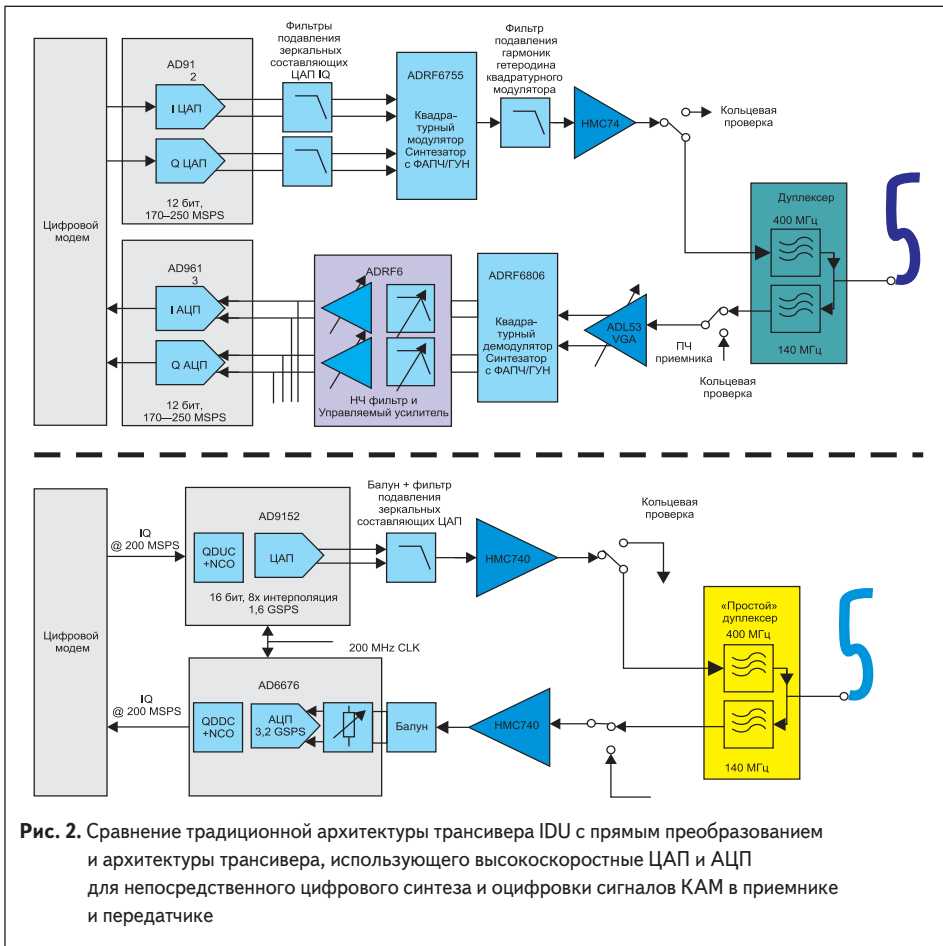 Фильтры
подавления
зеркальных
составляющих
ЦАП IQ
Фильтр
подавления
гармоник
гетеродина
квадратурного
модулятора
AD91
2
I ЦАП
Q ЦАП
12 бит,
170–250 MSPS
ADRF6755
Квадра-
турный
модулятор
Синтезатор
с ФАПЧ/ГУН
HMC74
Кольцевая
проверка
Цифровой
модем
Дуплексер
400 МГц
140 МГц
AD961
3
I АЦП
Q АЦП
12 бит,
170—250 MSPS
ADRF6
НЧ фильтр и
Управляемый усилитель
ADRF6806
Квадра-
турный
демодулятор
Синтезатор
с ФАПЧ/ГУН
ADL53
VGA
ПЧ
приемника
Кольцевая
проверка
Цифровой
модем
IQ
@ 200 MSPS
AD9152
QDUC
+NCO
ЦАП
16 бит, 8x интерполяция
1,6 GSPS
Балун + фильтр
подавления
зеркальных
составляющих ЦАП
HMC740
Кольцевая
проверка
200 MHz CLK
«Простой»
дуплексер
400 МГц
140 МГц
IQ
@ 200 MSPS
AD6676
QDDC
+NCO
АЦП
3,2 GSPS
Балун
HMC740
Рис. 2. Сравнение традиционной архитектуры трансивера IDU с прямым преобразованием
и архитектуры трансивера, использующего высокоскоростные ЦАП и АЦП
для непосредственного цифрового синтеза и оцифровки сигналов КАМ в приемнике
и передатчике